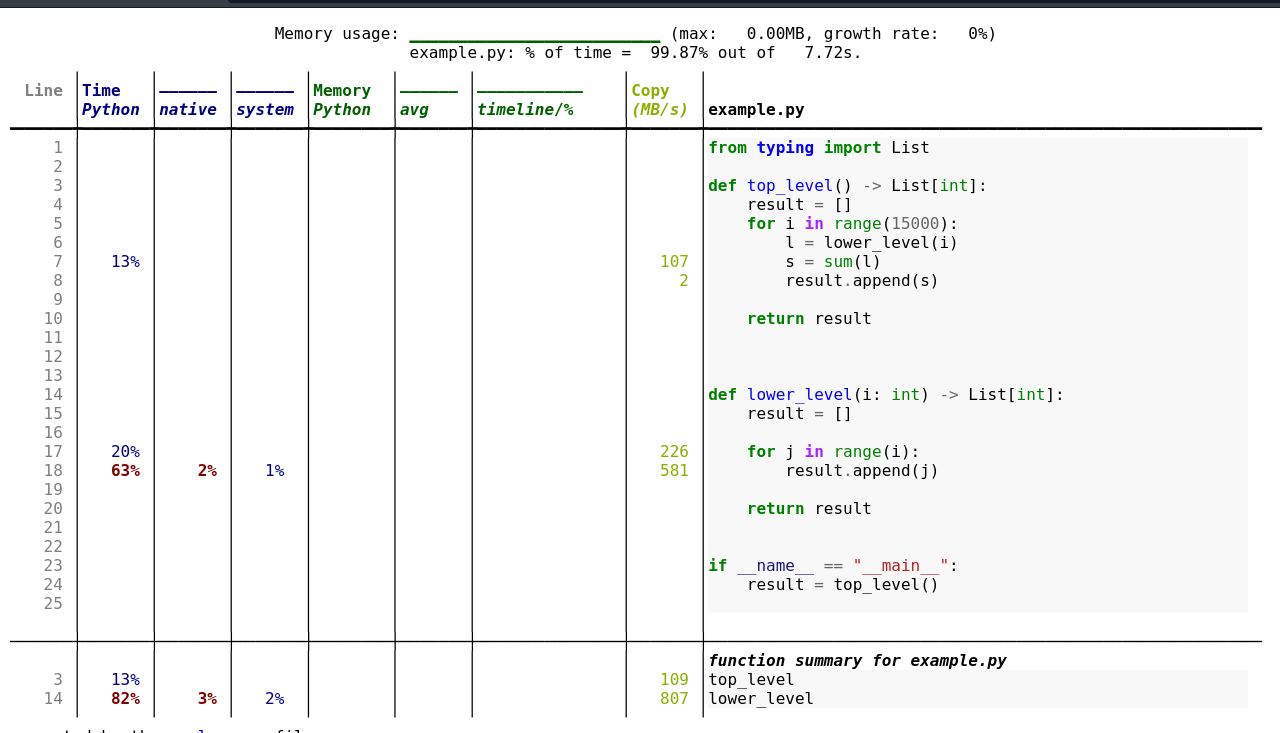 Memory usage: (max: 0.00MB, growth rate: 0%)
example.py: % of time = 99.87% out of 7.72s.
Line Time Memory Copy
Python native system Python avg timeline/% (MB/s) example.py
1 from typing import List
2
3 def top_level() -> List[int]:
4 result = []
5 for i in range(15000):
6 l = lower_level(i)
7 13% 107 s = sum(l)
8 2 result.append(s)
9
10 return result
11
12
13
14 def lower_level(i: int) -> List[int]:
15 result = []
16
17 20% 226 for j in range(i):
18 63% 2% 1% 581 result.append(j)
19
20 return result
21
22
23 if __name__ == "__main__":
24 result = top_level()
25
function summary for example.py
3 13% 109 top_level
14 82% 3% 2% 807 lower_level